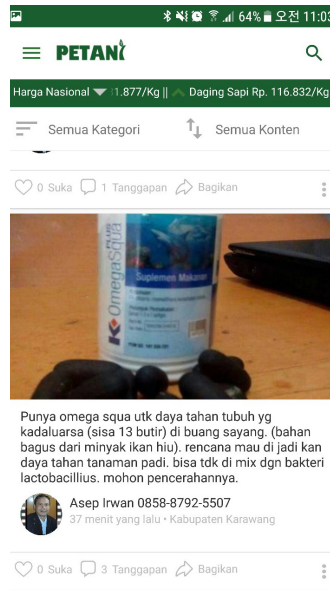 64% 오전 11:03
PETANI
Harga Nasional 1.877/Kg || Daging Sapi Rp. 116.832/Kg
Semua Kategori Semua Konten
0 Suka 1 Tanggapan Bagikan
K OmegaSqua PLUS
Suplemen Makanan
Punya omega squa utk daya tahan tubuh yg
kadaluarsa (sisa 13 butir) di buang sayang. (bahan
bagus dari minyak ikan hiu). rencana mau di jadi kan
daya tahan tanaman padi. bisa tdk di mix dgn bakteri
lactobacillius. mohon pencerahannya.
Asep Irwan 0858-8792-5507
37 menit yang lalu • Kabupaten Karawang
0 Suka 3 Tanggapan Bagikan